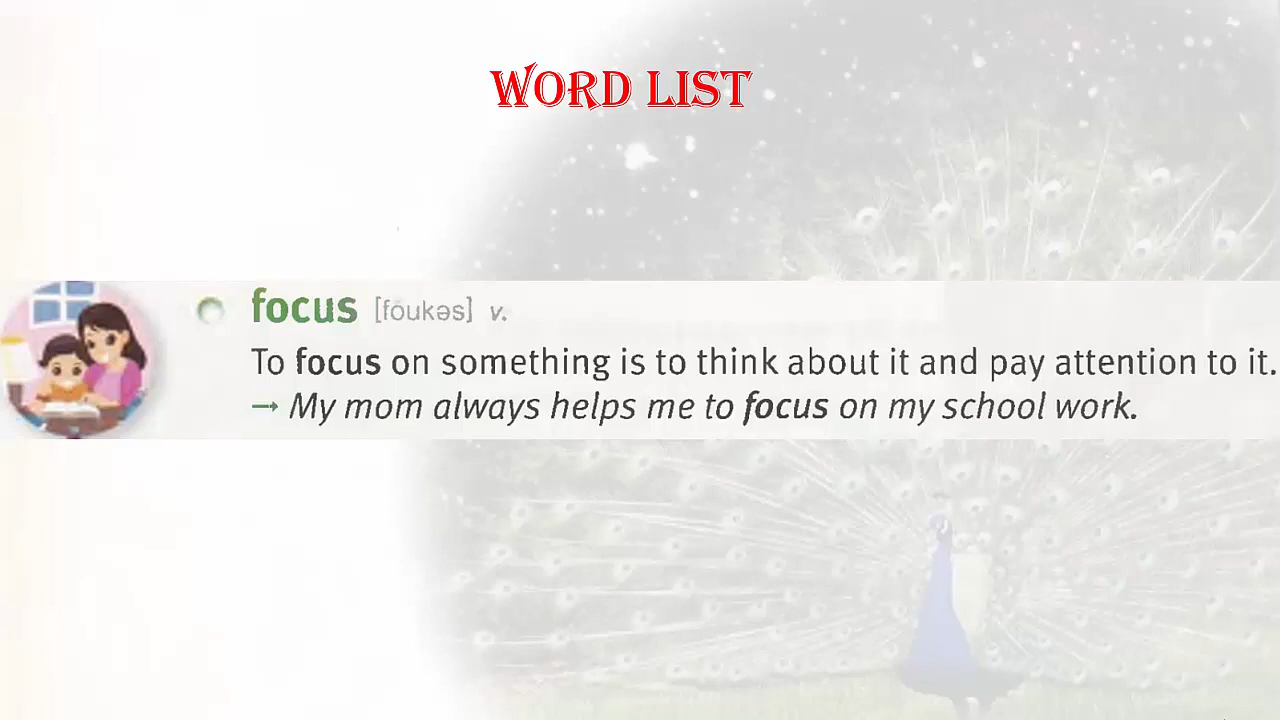 WORD LIST
focus [fóukəs] v.
To focus on something is to think about it and pay attention to it.
→ My mom always helps me to focus on my school work.